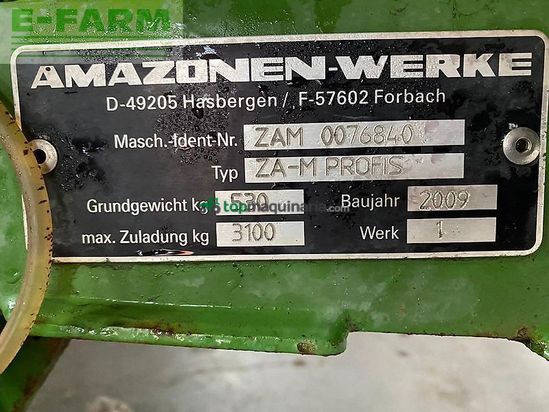 E-FARM
AMAZONEN-WERKE
D-49205 Hasbergen / F-57602 Forbach
Masch.-Ident-Nr. ZAM 0076840
Typ ZA-M PROFIS
Grundgewicht kg 530 Baujahr 2009
topmaquinaria.com
max. Zuladung kg 3100 Werk 1